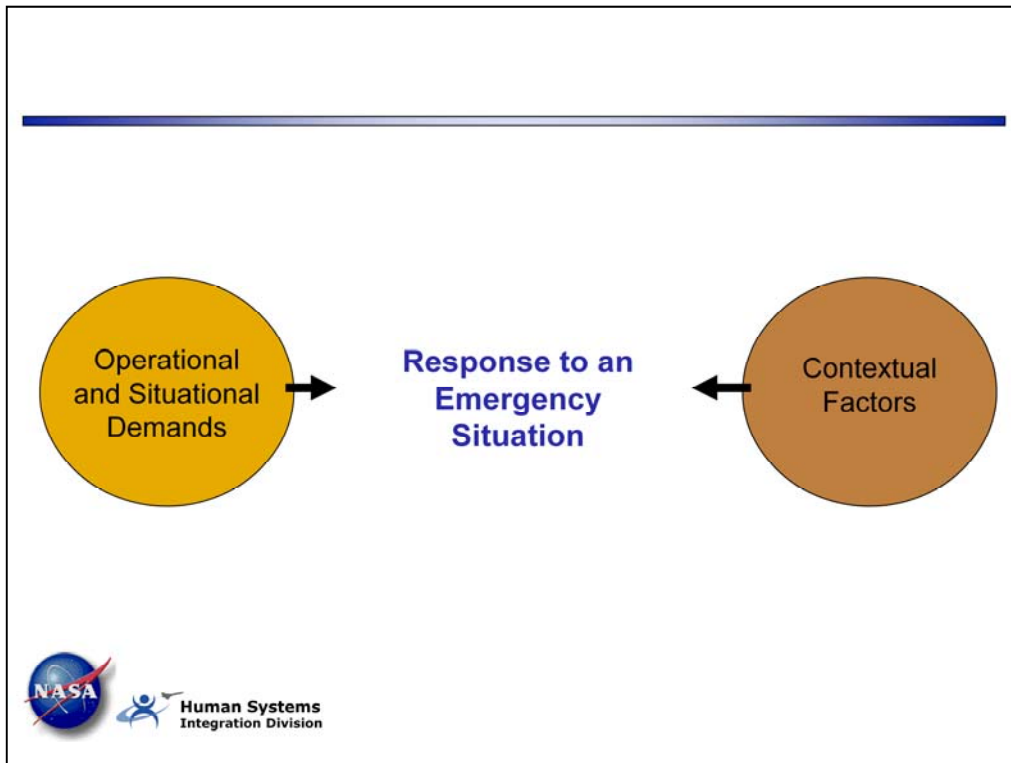 Operational
and Situational
Demands
Response to an
Emergency
Situation
Contextual
Factors
NASA
Human Systems
Integration Division